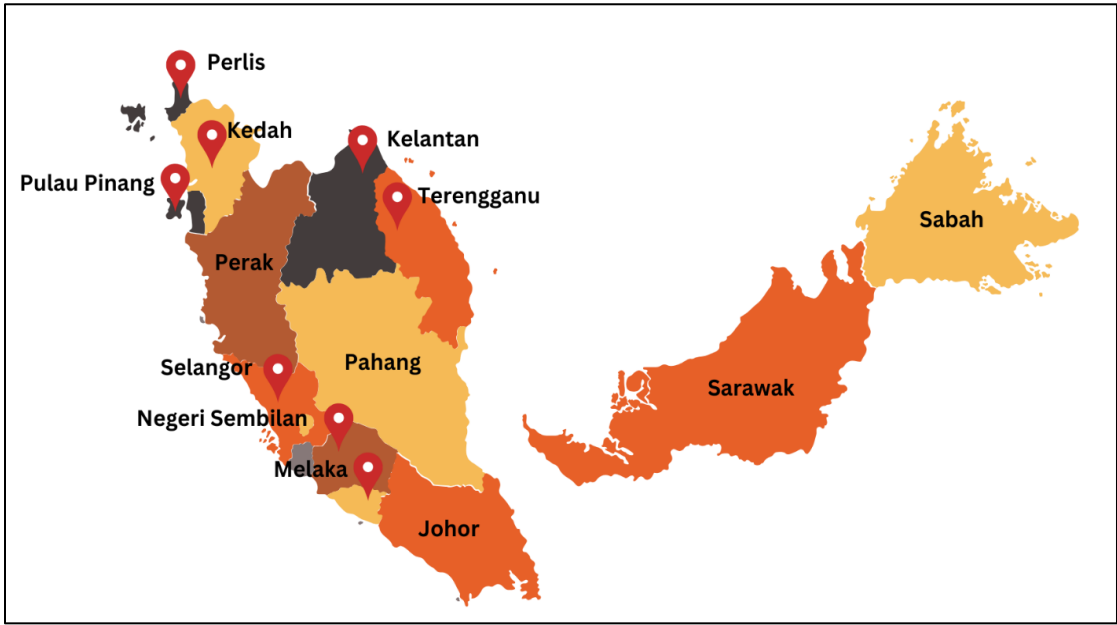 Perlis
Kedah
Kelantan
Pulau Pinang
Terengganu
Sabah
Perak
Pahang
Selangor
Sarawak
Negeri Sembilan
Melaka
Johor